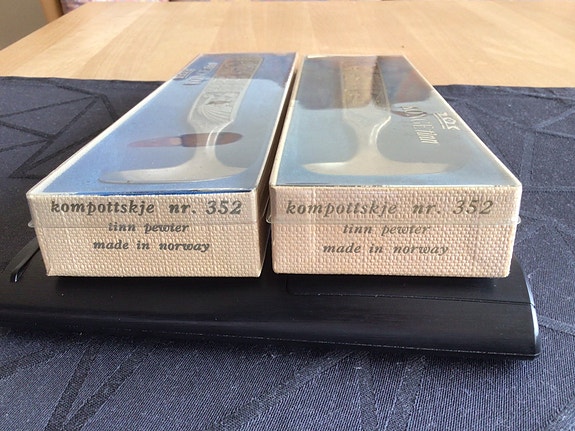 kompottskje nr. 352
tinn pewter
made in norway
kompottskje nr. 352
tinn pewter
made in norway